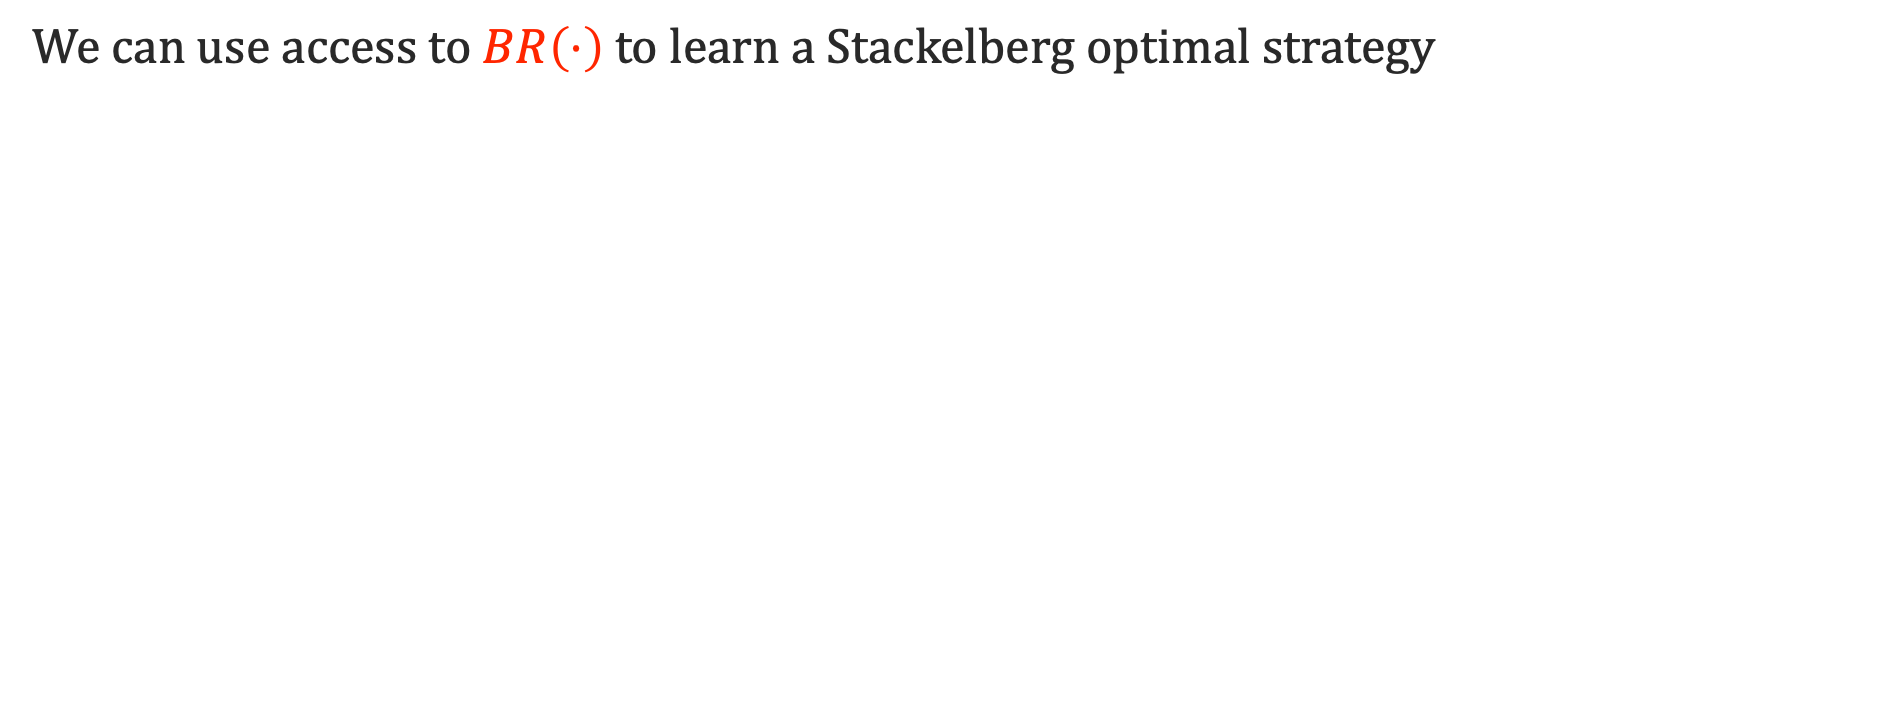 We can use access to BR(·) to learn a Stackelberg optimal strategy